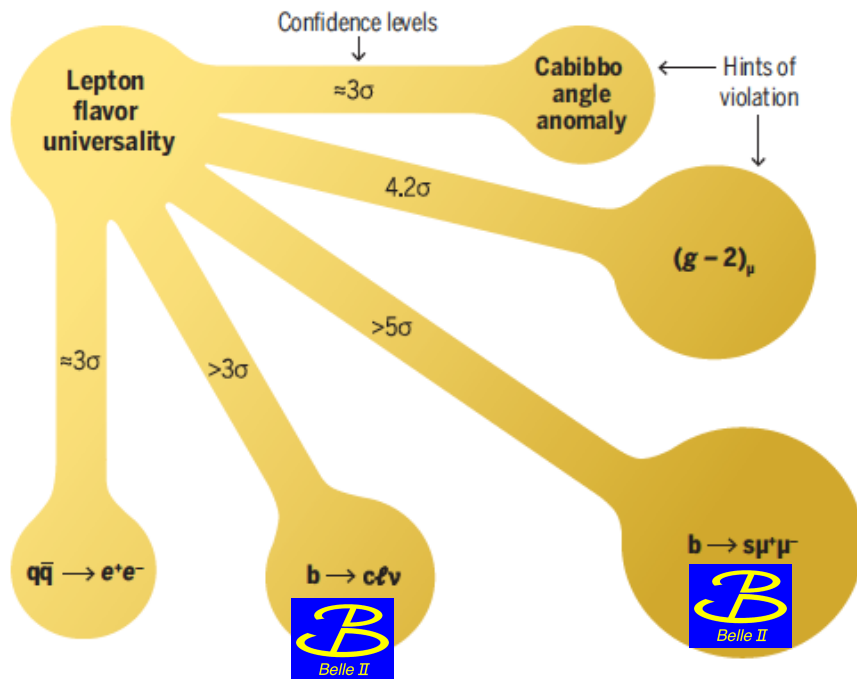 Confidence levels
Lepton
flavor
universality
≈3σ
Cabibbo
angle
anomaly
Hints of
violation
4.2σ
(g – 2)μ
>5σ
≈3σ
>3σ
qq̅ → e⁺e⁻
b → cℓν
b → sμ⁺μ⁻
B
Belle II
B
Belle II